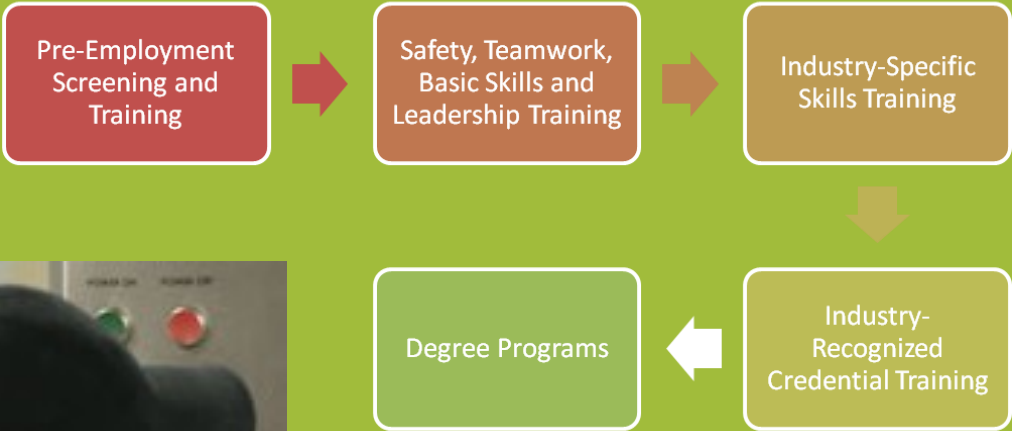 Pre-Employment
Screening and
Training
Safety, Teamwork,
Basic Skills and
Leadership Training
Industry-Specific
Skills Training
Industry-
Recognized
Credential Training
Degree Programs